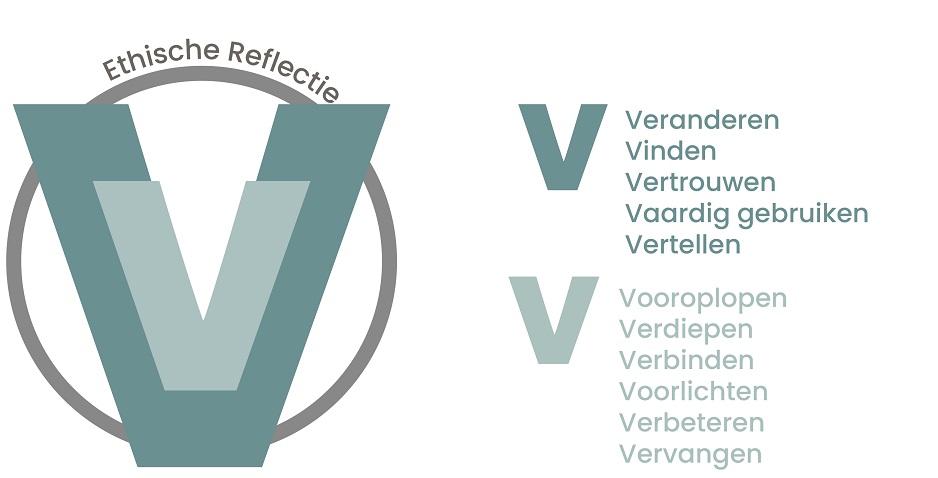 Ethische Reflectie
V
V
V
Veranderen
Vinden
Vertrouwen
Vaardig gebruiken
Vertellen
V
Vooroplopen
Verdiepen
Verbinden
Voorlichten
Verbeteren
Vervangen